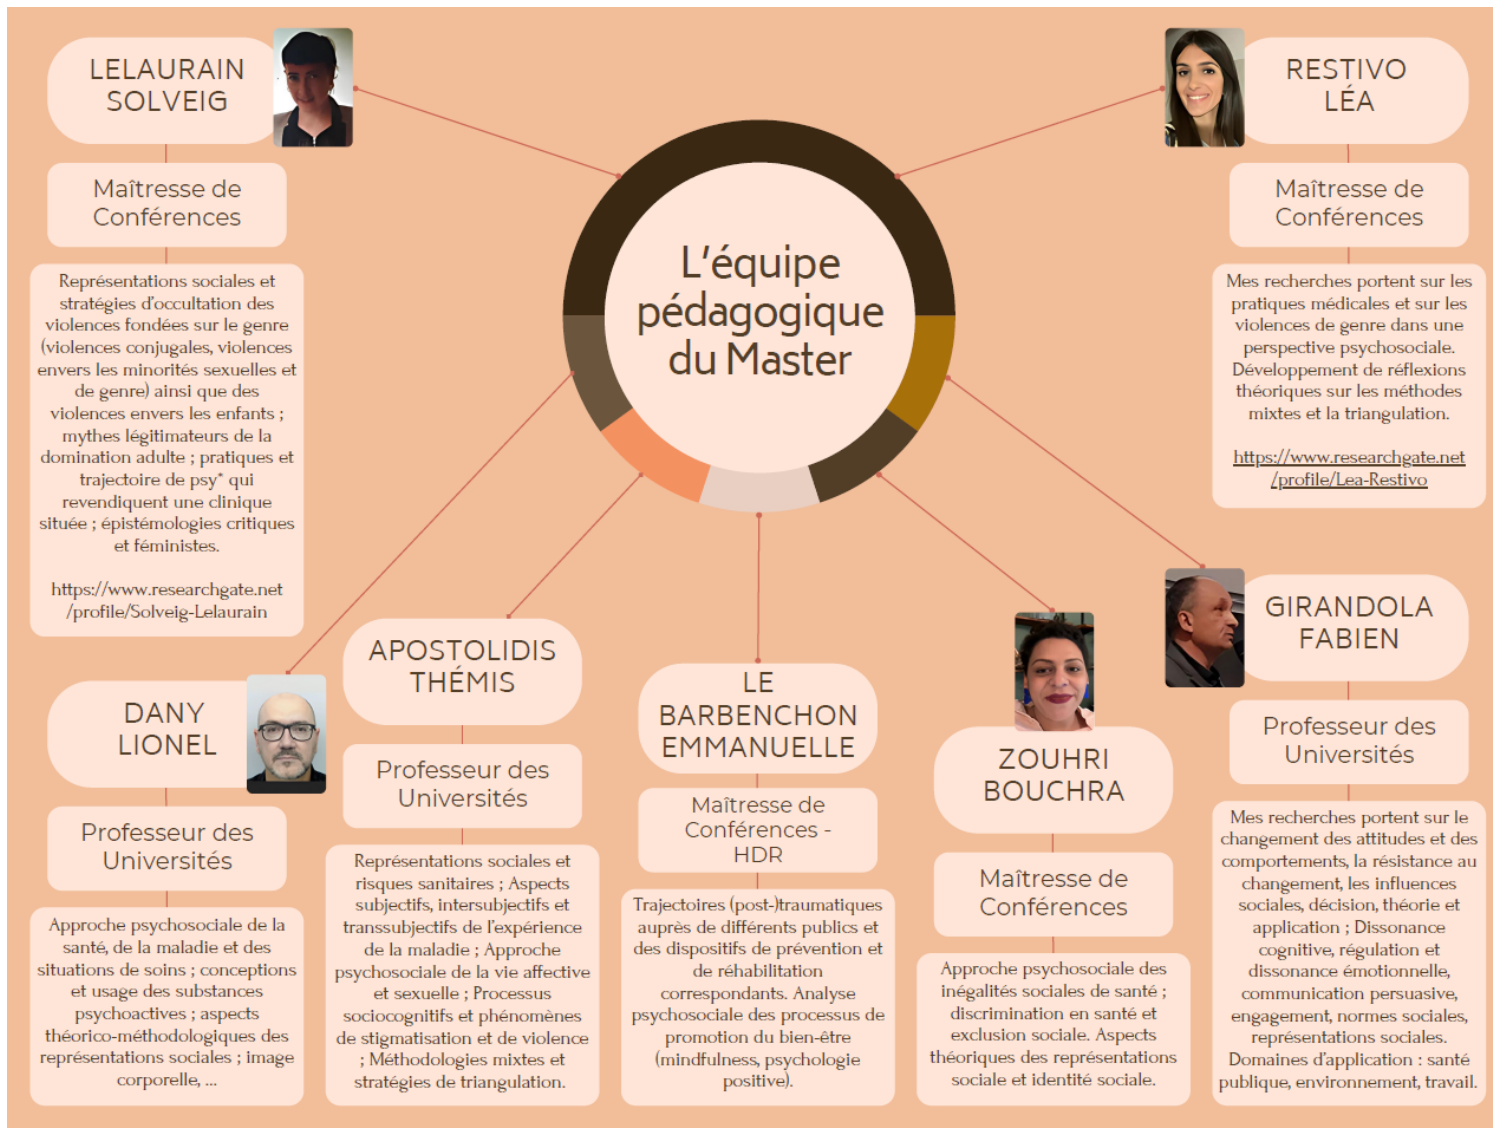 LELAURAIN
SOLVEIG
Maîtresse de
Conférences
Représentations sociales et
stratégies d'occultation des
violences fondées sur le genre
(violences conjugales, violences
envers les minorités sexuelles et
de genre) ainsi que des
violences envers les enfants ;
mythes légitimateurs de la
domination adulte ; pratiques et
trajectoire de psy* qui
revendiquent une clinique
située ; épistémologies critiques
et féministes.
https://www.researchgate.net
/profile/Solveig-Lelaurain
L'équipe
pédagogique
du Master
RESTIVO
LÉA
Maîtresse de
Conférences
Mes recherches portent sur les
pratiques médicales et sur les
violences de genre dans une
perspective psychosociale.
Développement de réflexions
théoriques sur les méthodes
mixtes et la triangulation.
https://www.researchgate.net
/profile/Lea-Restivo
DANY
LIONEL
Professeur des
Universités
Approche psychosociale de la
santé, de la maladie et des
situations de soins ; conceptions
et usage des substances
psychoactives ; aspects
théorico-méthodologiques des
représentations sociales ; image
corporelle, ...
APOSTOLIDIS
THÉMIS
Professeur des
Universités
Représentations sociales et
risques sanitaires ; Aspects
subjectifs, intersubjectifs et
transsubjectifs de l'expérience
de la maladie ; Approche
psychosociale de la vie affective
et sexuelle ; Processus
sociocognitifs et phénomènes
de stigmatisation et de violence
; Méthodologies mixtes et
stratégies de triangulation.
LE
BARBENCHON
EMMANUELLE
Maîtresse de
Conférences -
HDR
Trajectoires (post-)traumatiques
auprès de différents publics et
des dispositifs de prévention et
de réhabilitation
correspondants. Analyse
psychosociale des processus de
promotion du bien-être
(mindfulness, psychologie
positive).
ZOUHRI
BOUCHRA
Maîtresse de
Conférences
Approche psychosociale des
inégalités sociales de santé ;
discrimination en santé et
exclusion sociale. Aspects
théoriques des représentations
sociale et identité sociale.
GIRANDOLA
FABIEN
Professeur des
Universités
Mes recherches portent sur le
changement des attitudes et des
comportements, la résistance au
changement, les influences
sociales, décision, théorie et
application ; Dissonance
cognitive, régulation et
dissonance émotionnelle,
communication persuasive,
engagement, normes sociales,
représentations sociales.
Domaines d'application : santé
publique, environnement, travail.